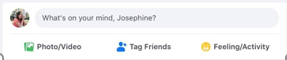 What's on your mind, Josephine?
Photo/Video Tag Friends Feeling/Activity